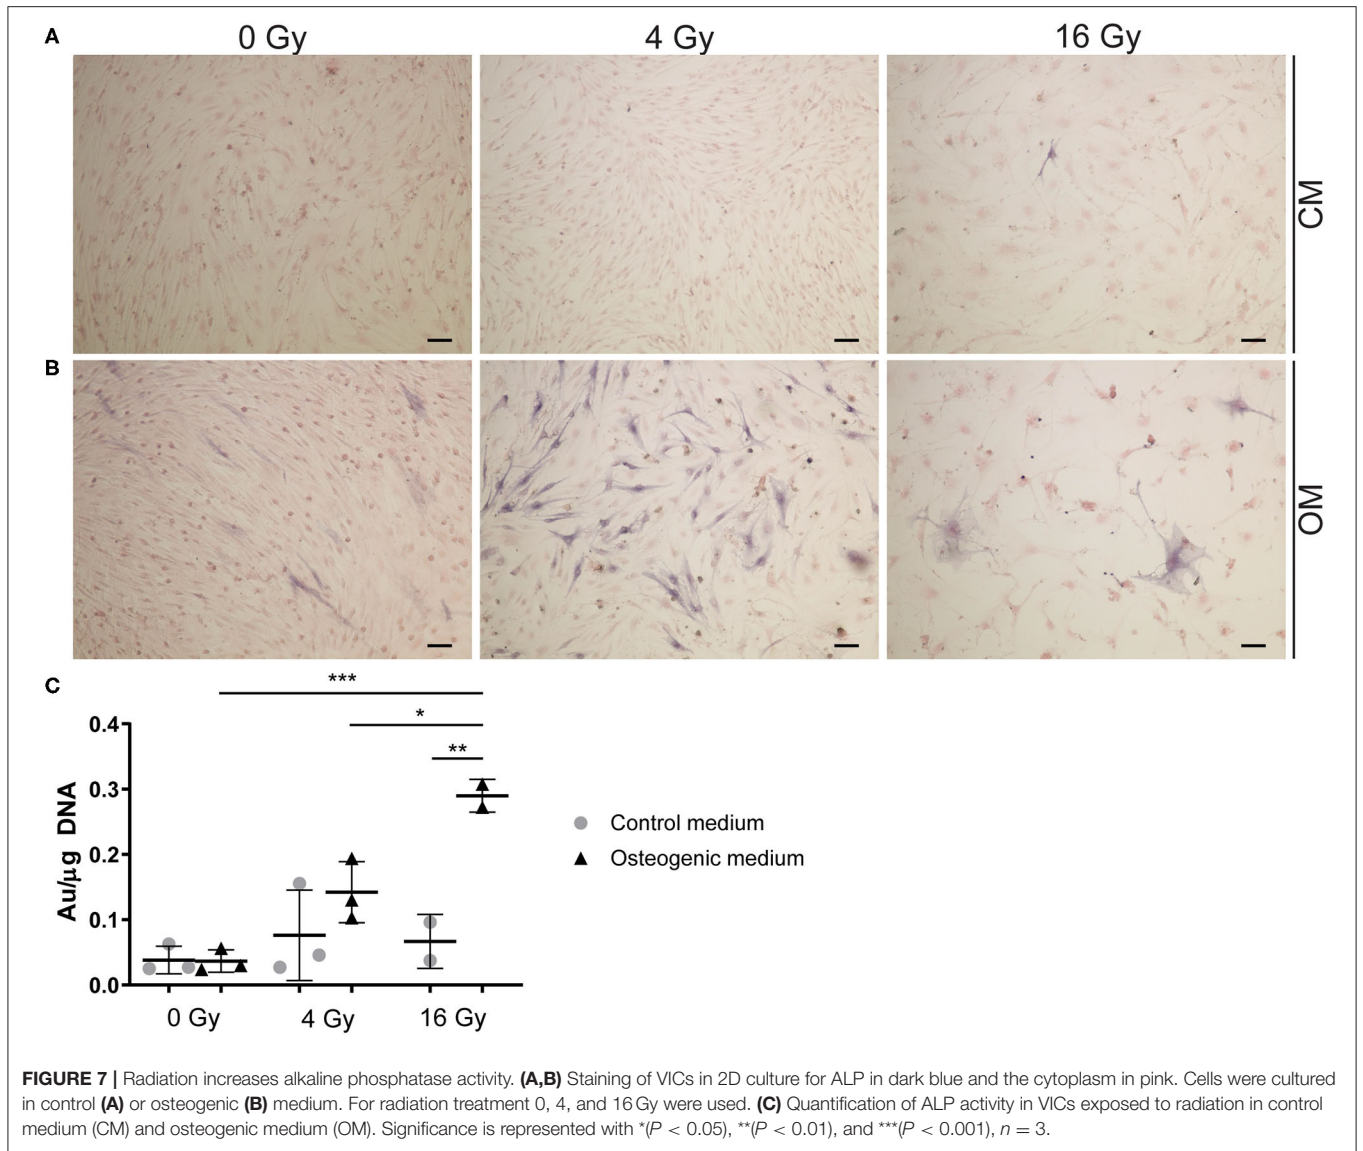 A
0 Gy
4 Gy
16 Gy
CM
B
OM
C
***
*
**
0.4
0.3
0.2
0.1
0.0
Au/µg DNA
0 Gy
4 Gy
16 Gy
Control medium
Osteogenic medium
FIGURE 7 | Radiation increases alkaline phosphatase activity. (A,B) Staining of VICs in 2D culture for ALP in dark blue and the cytoplasm in pink. Cells were cultured
in control (A) or osteogenic (B) medium. For radiation treatment 0, 4, and 16 Gy were used. (C) Quantification of ALP activity in VICs exposed to radiation in control
medium (CM) and osteogenic medium (OM). Significance is represented with *(P < 0.05), **(P < 0.01), and ***(P < 0.001), n = 3.